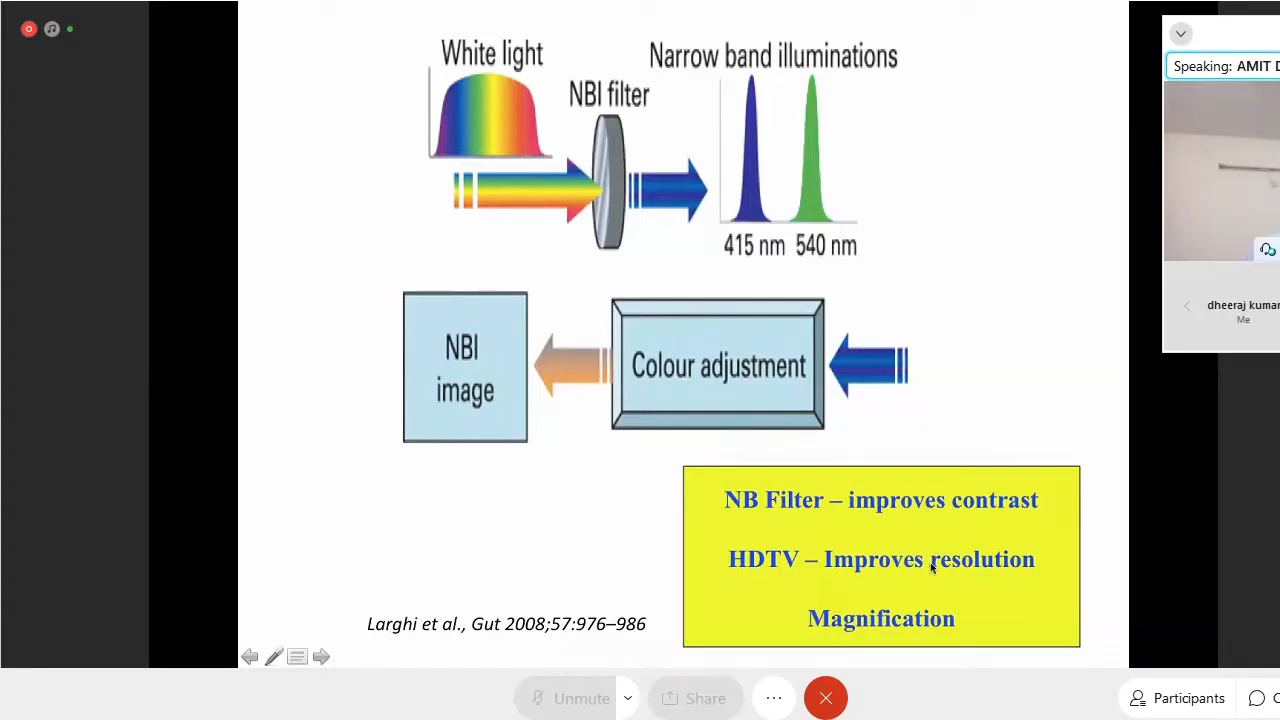 White light
Narrow band illuminations
NBI filter
415 nm 540 nm
NBI
image
Colour adjustment
NB Filter – improves contrast
HDTV – Improves resolution
Magnification
Larghi et al., Gut 2008;57:976–986
Speaking: AMIT D
dheeraj kumar
Me
Unmute
Share
Participants
C